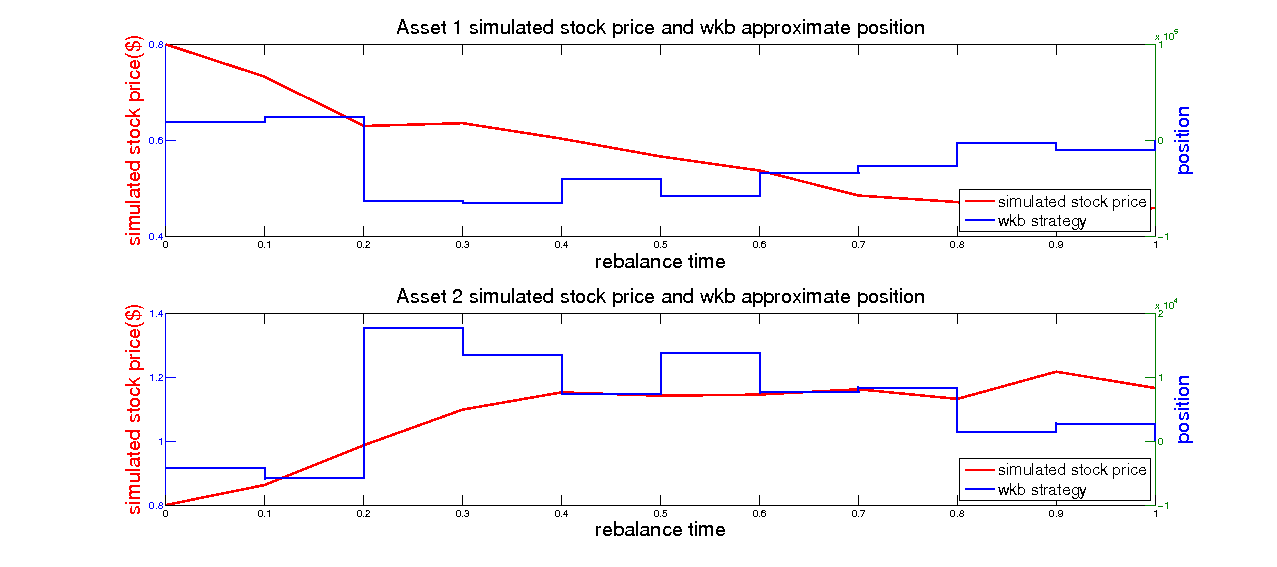 Asset 1 simulated stock price and wkb approximate position
x 10^5
simulated stock price($)
0.8
0.6
0.4
1
0
-1
position
simulated stock price
wkb strategy
0 0.1 0.2 0.3 0.4 0.5 0.6 0.7 0.8 0.9 1
rebalance time
Asset 2 simulated stock price and wkb approximate position
x 10^4
simulated stock price($)
1.4
1.2
1
0.8
2
1
0
-1
position
simulated stock price
wkb strategy
0 0.1 0.2 0.3 0.4 0.5 0.6 0.7 0.8 0.9 1
rebalance time